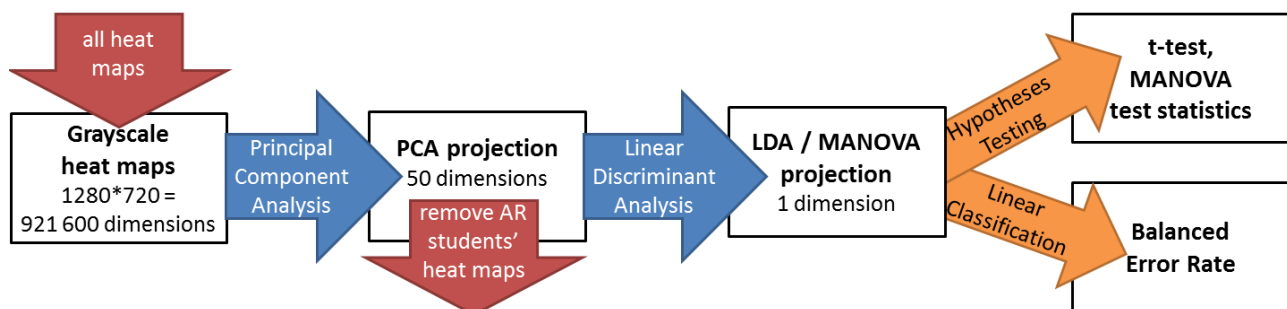 all heat
maps
Grayscale
heat maps
1280*720 =
921 600 dimensions
Principal
Component
Analysis
PCA projection
50 dimensions
remove AR
students’
heat maps
Linear
Discriminant
Analysis
LDA / MANOVA
projection
1 dimension
Hypotheses
Testing
Linear
Classification
t-test,
MANOVA
test statistics
Balanced
Error Rate